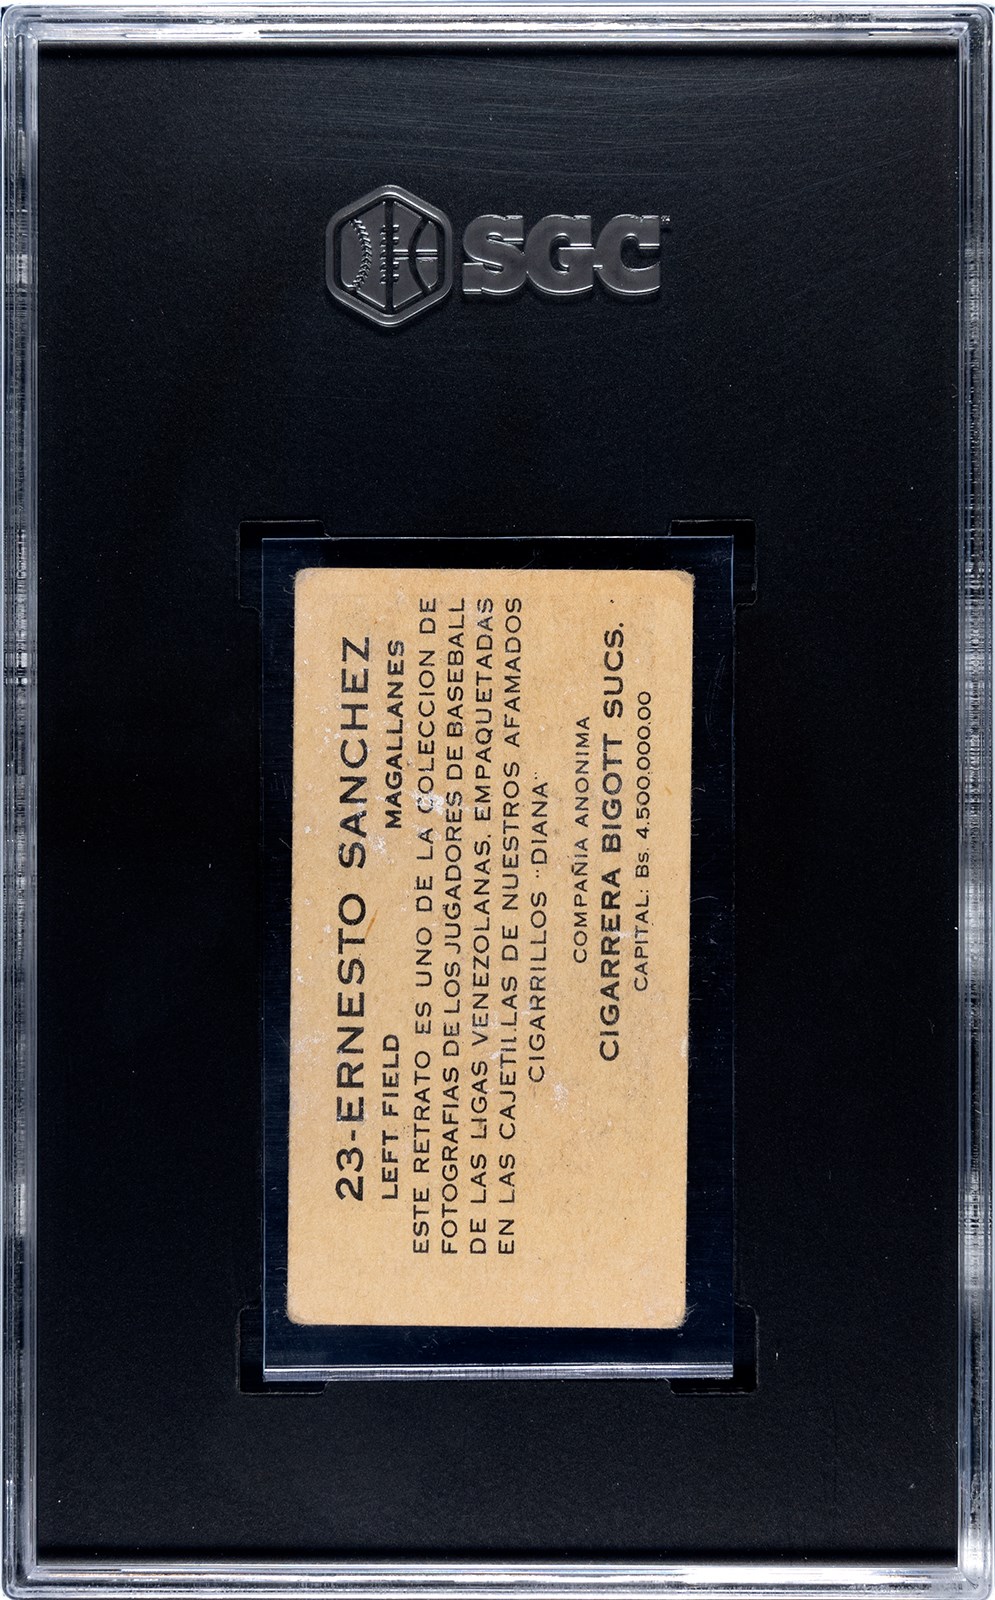 SGC™
23-ERNESTO SANCHEZ
LEFT FIELD MAGALLANES
ESTE RETRATO ES UNO DE LA COLECCION DE
FOTOGRAFIAS DE LOS JUGADORES DE BASEBALL
DE LAS LIGAS VENEZOLANAS. EMPAQUETADAS
EN LAS CAJETILLAS DE NUESTROS AFAMADOS
CIGARRILLOS "DIANA"
COMPAÑIA ANONIMA
CIGARRERA BIGOTT SUCS.
CAPITAL: Bs. 4.500.000.00